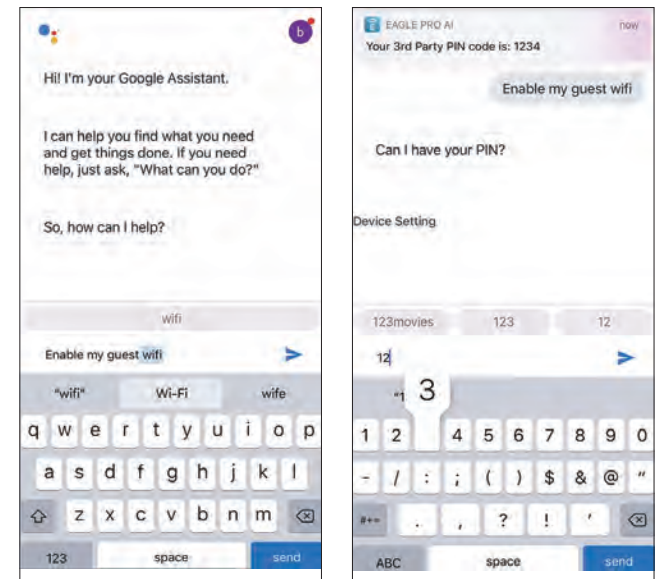 b
Hi! I'm your Google Assistant.
I can help you find what you need
and get things done. If you need
help, just ask, "What can you do?"
So, how can I help?
wifi
Enable my guest wifi
"wifi" Wi-Fi wife
q w e r t y u i o p
a s d f g h j k l
z x c v b n m
123 space send
EAGLE PRO AI now
Your 3rd Party PIN code is: 1234
Enable my guest wifi
Can I have your PIN?
Device Setting
123movies 123 12
12
"1 3
1 2 4 5 6 7 8 9 0
- / : ; ( ) $ & @ "
#+= . , ? ! '
ABC space send